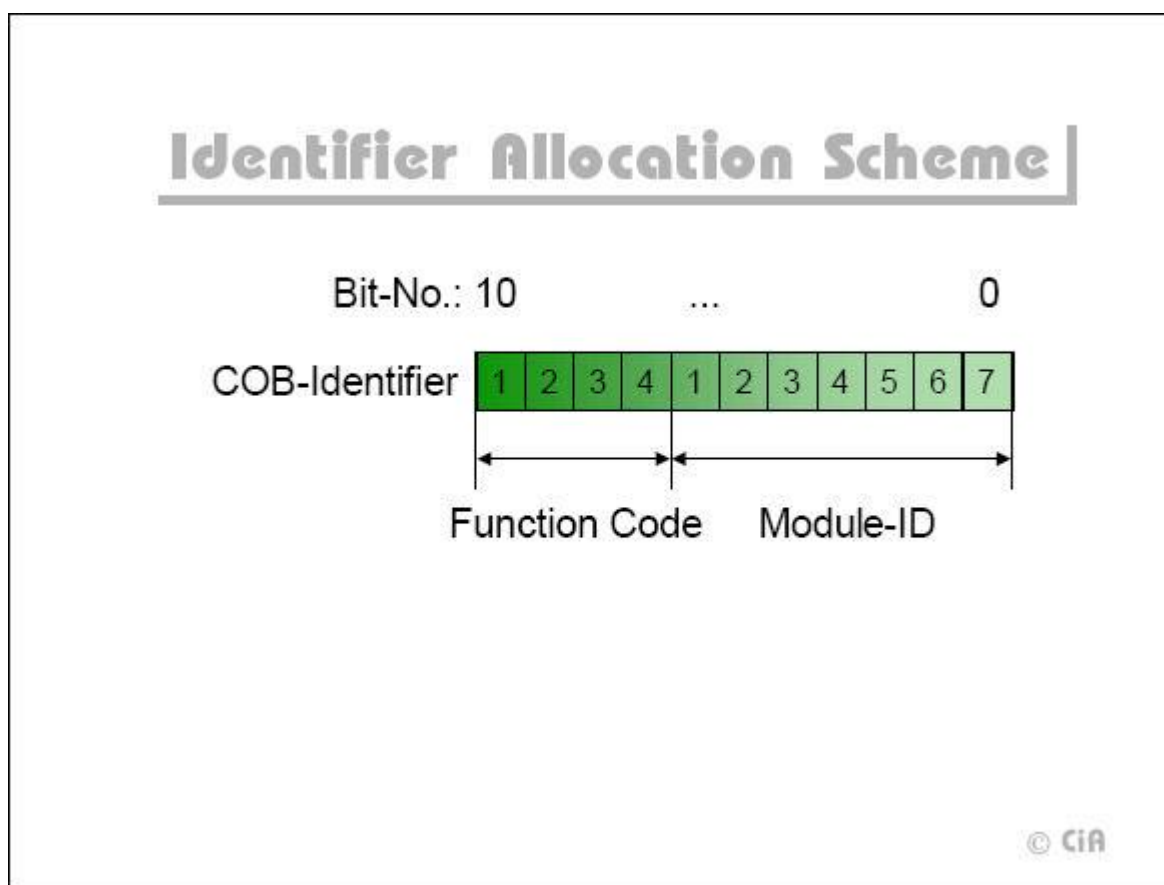 Identifier Allocation Scheme
Bit-No.: 10 ... 0
COB-Identifier 1 2 3 4 1 2 3 4 5 6 7
Function Code Module-ID
© CiA